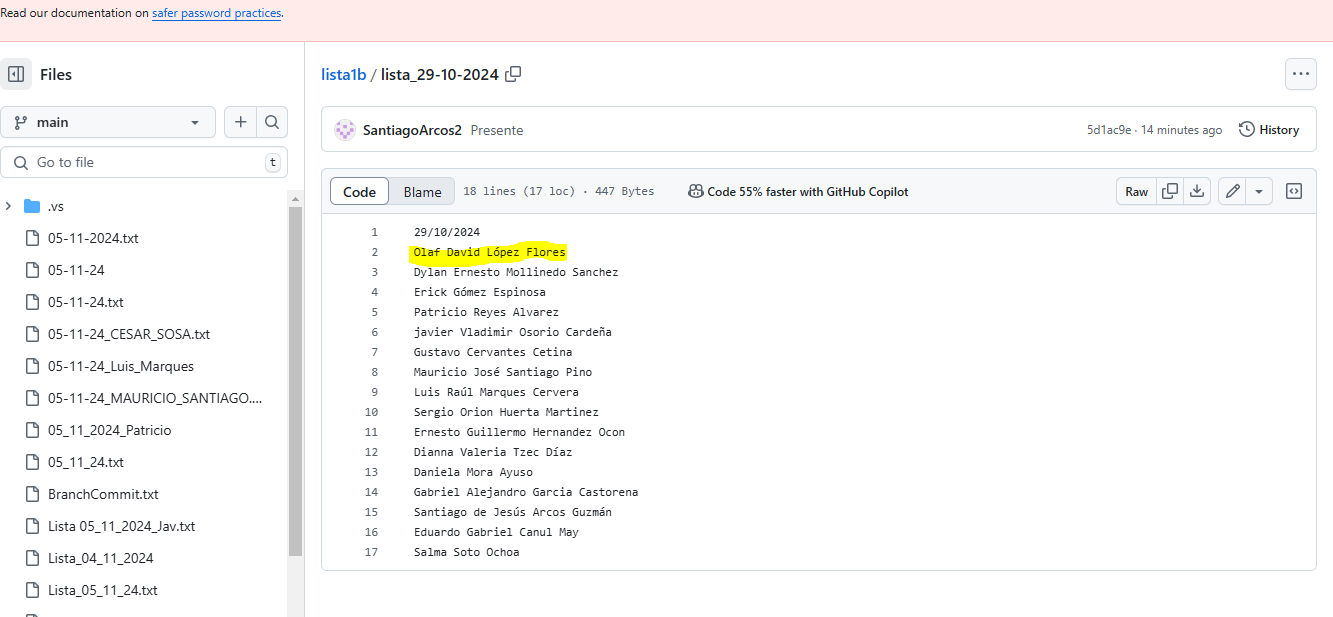 Read our documentation on safer password practices.
Files
main
Go to file
t
.vs
05-11-2024.txt
05-11-24
05-11-24.txt
05-11-24_CESAR_SOSA.txt
05-11-24_Luis_Marques
05-11-24_MAURICIO_SANTIAGO....
05_11_2024_Patricio
05_11_24.txt
BranchCommit.txt
Lista 05_11_2024_Jav.txt
Lista_04_11_2024
Lista_05_11_24.txt
lista1b / lista_29-10-2024
SantiagoArcos2 Presente
5d1ac9e · 14 minutes ago History
Code Blame 18 lines (17 loc) · 447 Bytes Code 55% faster with GitHub Copilot Raw
1 29/10/2024
2 Olaf David López Flores
3 Dylan Ernesto Mollinedo Sanchez
4 Erick Gómez Espinosa
5 Patricio Reyes Alvarez
6 javier Vladimir Osorio Cardeña
7 Gustavo Cervantes Cetina
8 Mauricio José Santiago Pino
9 Luis Raúl Marques Cervera
10 Sergio Orion Huerta Martinez
11 Ernesto Guillermo Hernandez Ocon
12 Dianna Valeria Tzec Díaz
13 Daniela Mora Ayuso
14 Gabriel Alejandro Garcia Castorena
15 Santiago de Jesús Arcos Guzmán
16 Eduardo Gabriel Canul May
17 Salma Soto Ochoa